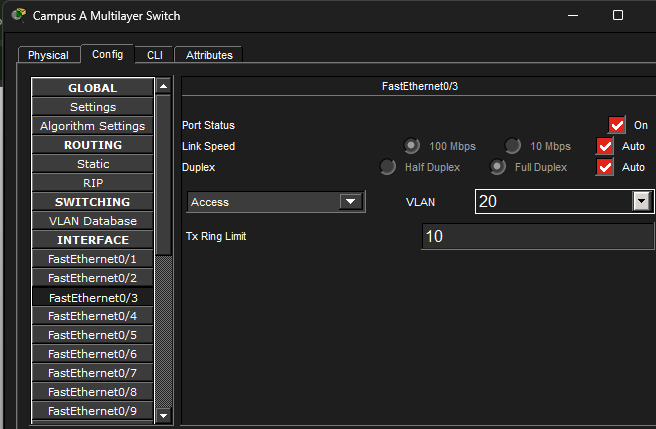 Campus A Multilayer Switch
Physical Config CLI Attributes
GLOBAL
Settings
Algorithm Settings
ROUTING
Static
RIP
SWITCHING
VLAN Database
INTERFACE
FastEthernet0/1
FastEthernet0/2
FastEthernet0/3
FastEthernet0/4
FastEthernet0/5
FastEthernet0/6
FastEthernet0/7
FastEthernet0/8
FastEthernet0/9
FastEthernet0/3
Port Status On
Link Speed 100 Mbps 10 Mbps Auto
Duplex Half Duplex Full Duplex Auto
Access VLAN 20
Tx Ring Limit 10